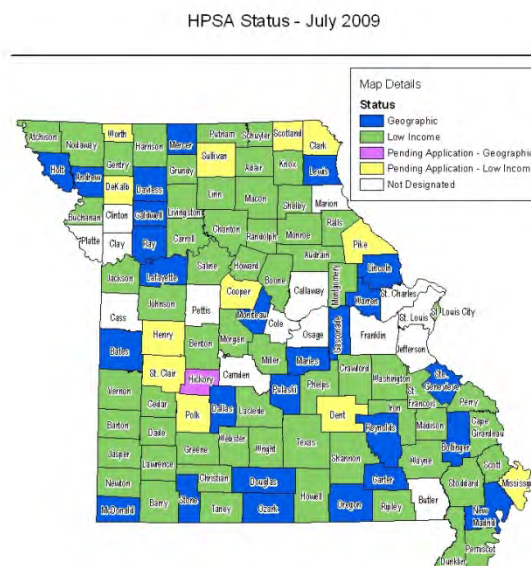 HPSA Status - July 2009
Map Details
Status
Geographic
Low Income
Pending Application - Geographic
Pending Application - Low Income
Not Designated
Atchison
Nodaway
Worth
Harrison
Mercer
Putnam
Schuyler
Scotland
Clark
Holt
Andrew
Gentry
DeKalb
Daviess
Grundy
Sullivan
Adair
Knox
Lewis
Buchanan
Clinton
Caldwell
Livingston
Linn
Macon
Shelby
Marion
Platte
Clay
Ray
Carroll
Chariton
Randolph
Monroe
Ralls
Pike
Audrain
Jackson
Lafayette
Saline
Howard
Boone
Callaway
Montgomery
Lincoln
Warren
St. Charles
St. Louis
St. Louis City
Cass
Johnson
Pettis
Cooper
Moniteau
Cole
Osage
Gasconade
Franklin
Jefferson
Bates
Henry
Benton
Morgan
Miller
Maries
Crawford
Washington
Ste. Genevieve
St. Francois
Perry
Vernon
St. Clair
Hickory
Camden
Pulaski
Phelps
Dent
Iron
Madison
Cape Girardeau
Cedar
Polk
Dallas
Laclede
Reynolds
Bollinger
Barton
Dade
Greene
Webster
Wright
Texas
Shannon
Wayne
Scott
Jasper
Lawrence
Christian
Douglas
Carter
Stoddard
Mississippi
Newton
McDonald
Barry
Stone
Taney
Ozark
Howell
Oregon
Ripley
Butler
New Madrid
Dunklin
Pemiscot